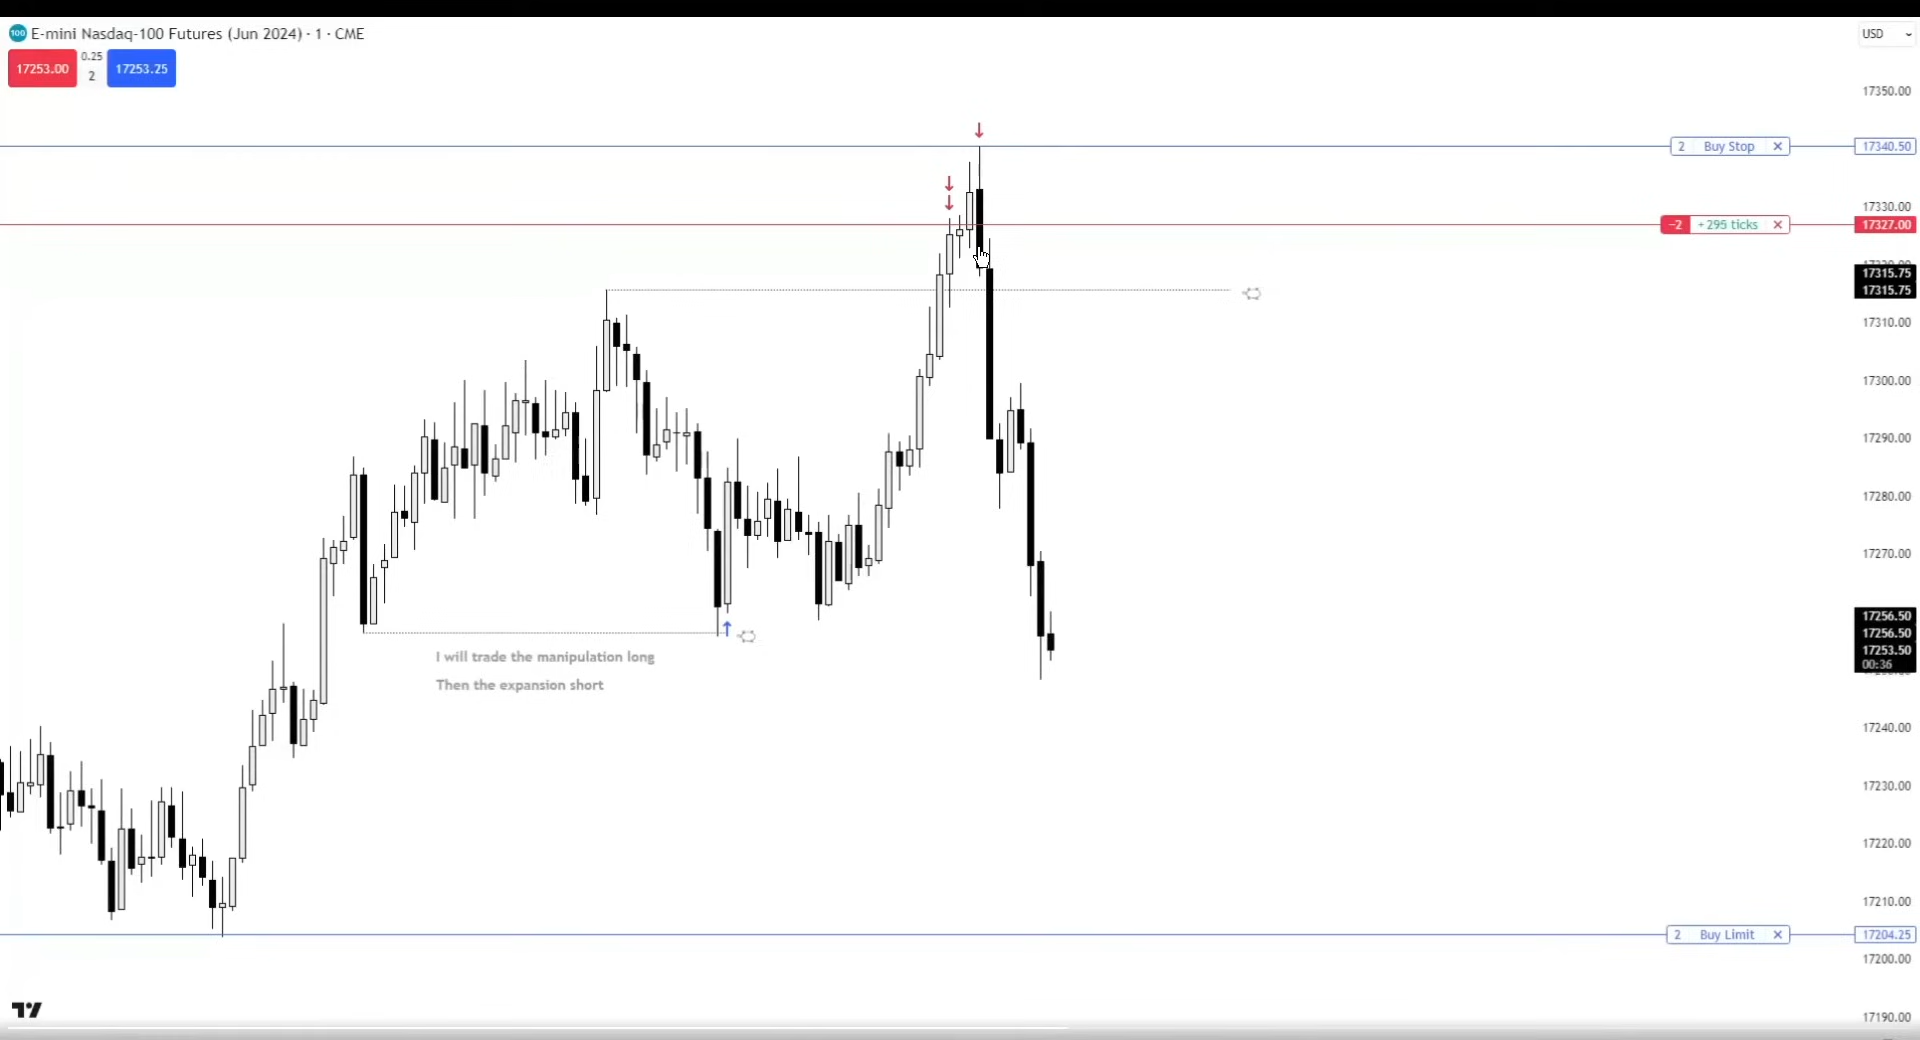 100 E-mini Nasdaq-100 Futures (Jun 2024) · 1 · CME
USD
17253.00 0.25 17253.25
2
17350.00
2 Buy Stop × 17340.50
17330.00
−2 +295 ticks × 17327.00
17315.75
17315.75
17310.00
17300.00
17290.00
17280.00
17270.00
17256.50
17256.50
17253.50
00:36
I will trade the manipulation long
Then the expansion short
17240.00
17230.00
17220.00
17210.00
2 Buy Limit × 17204.25
17200.00
17190.00